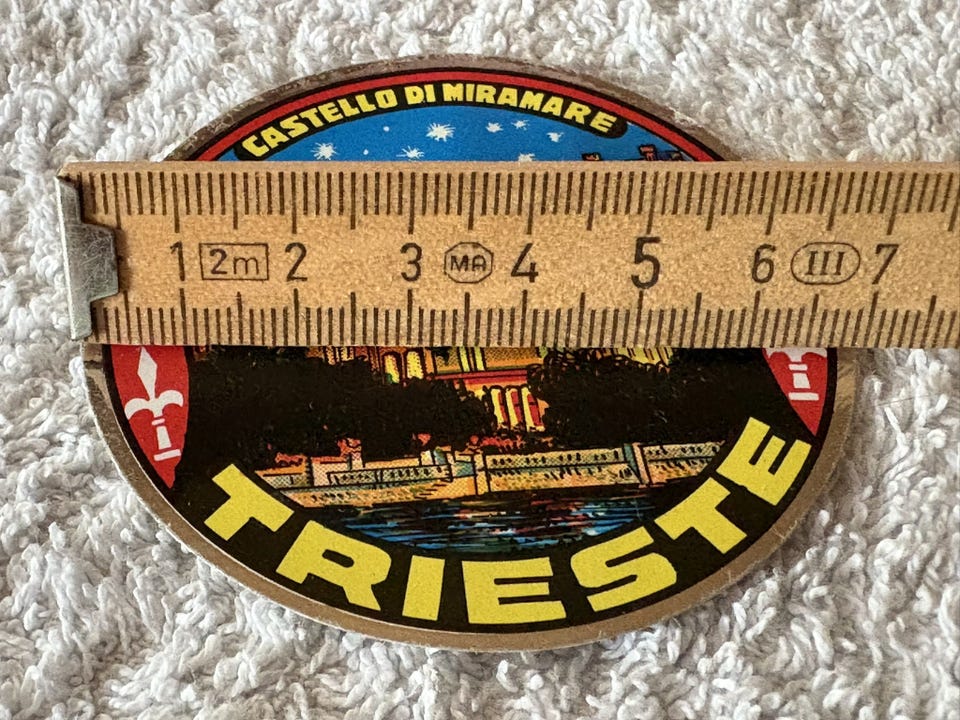 CASTELLO DI MIRAMARE
1 2m 2 3 MA 4 5 6 III 7
TRIESTE